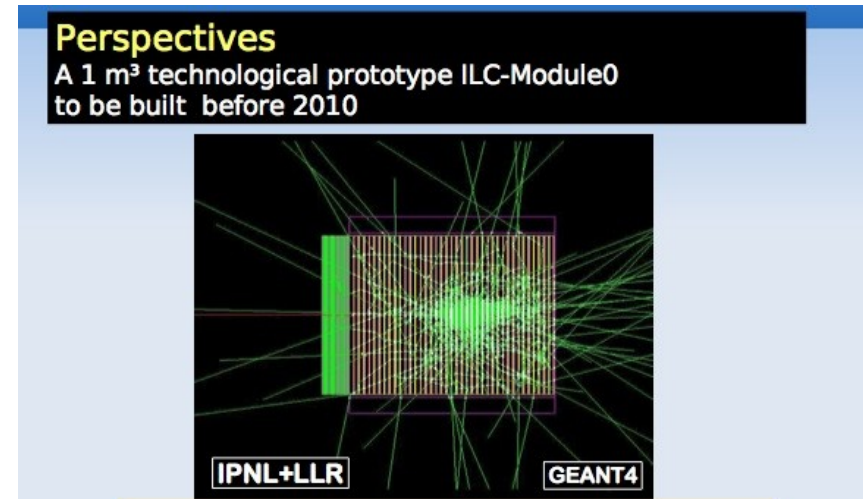 Perspectives
A 1 m³ technological prototype ILC-Module0
to be built before 2010
IPNL+LLR
GEANT4